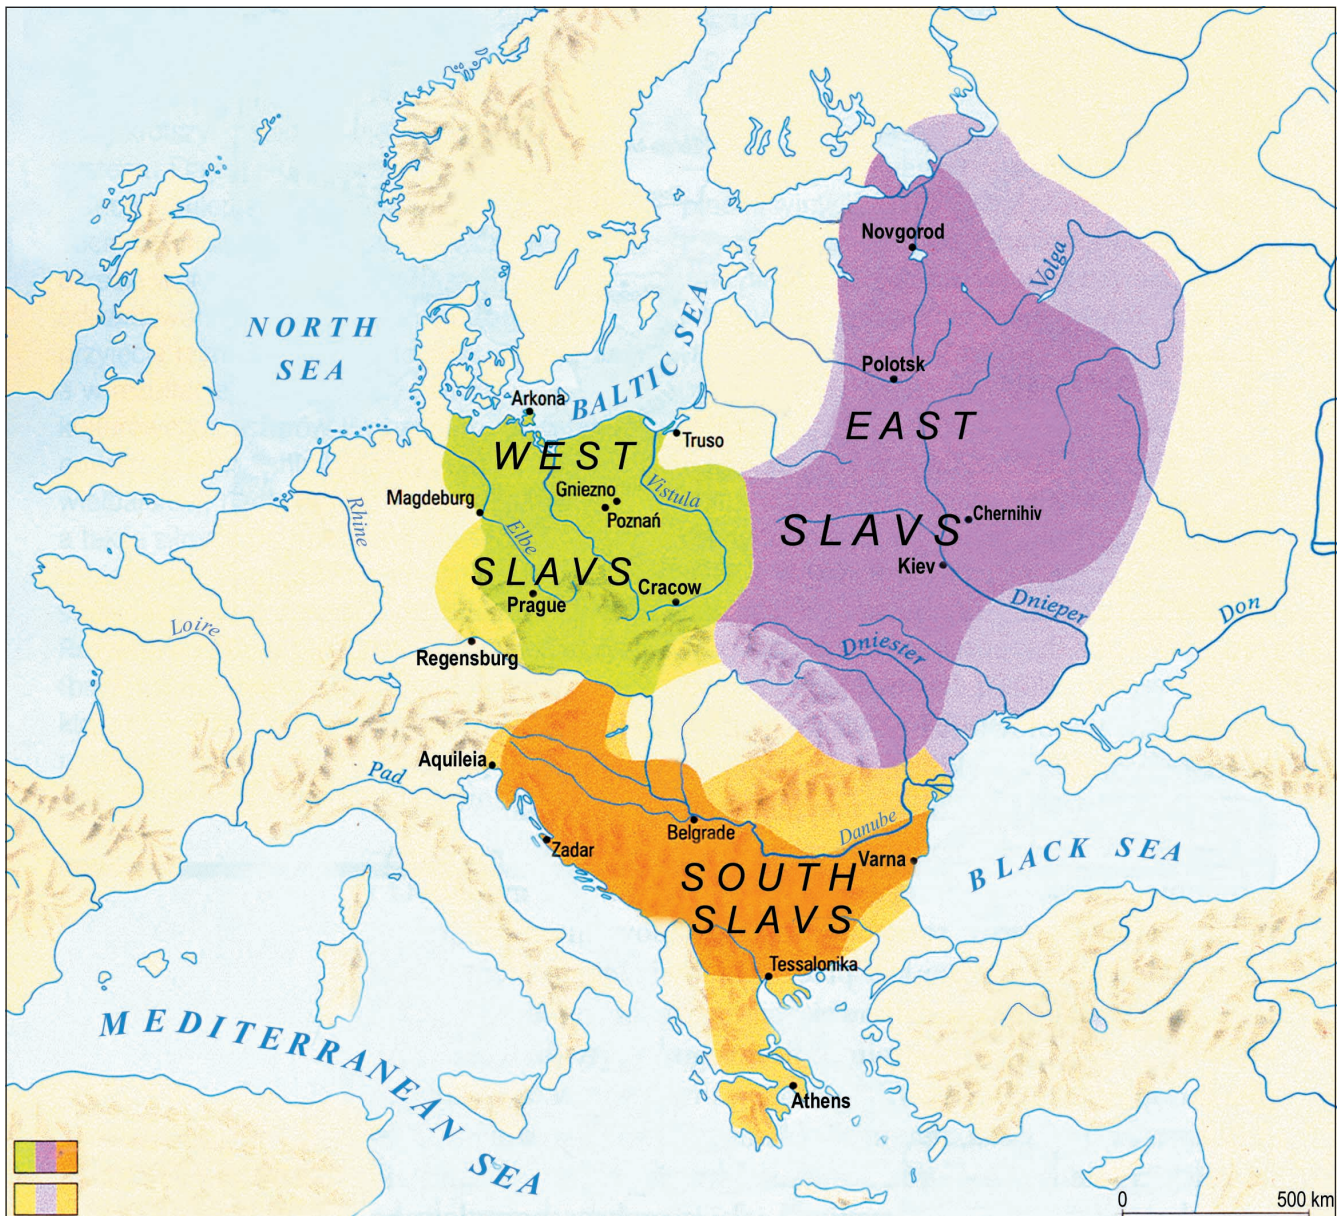 NORTH
SEA
BALTIC SEA
Novgorod
Volga
Polotsk
EAST
SLAVS
Arkona
WEST
SLAVS
Truso
Magdeburg
Gniezno
Poznań
Vistula
Rhine
Elbe
Chernihiv
Kiev
Cracow
Prague
Dnieper
Don
Loire
Dniester
Regensburg
Aquileia
Pad
Belgrade
Danube
Zadar
Varna
BLACK SEA
SOUTH
SLAVS
Tessalonika
MEDITERRANEAN
SEA
Athens
0 500 km